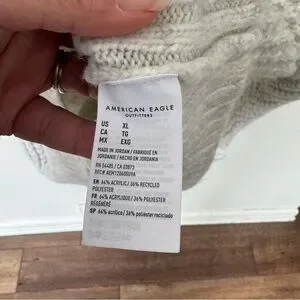 AMERICAN EAGLE
OUTFITTERS
US XL
CA TG
MX EXG
MADE IN JORDAN / FABRIQUÉ EN
JORDANIE / HECHO EN JORDANIA
RN 54485 / CA 03873
EN 64% ACRYLIC/ 36% RECYCLED
POLYESTER
FR 64% ACRYLIQUE / 36% POLYESTER
RÉGÉNÉRÉ
SP 64% acrílico / 36% poliéster reciclado